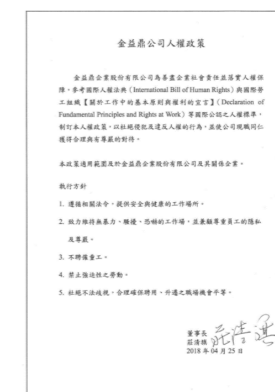 金益鼎公司人權政策
金益鼎企業股份有限公司為善盡企業社會責任並落實人權保
障,參考國際人權法典(International Bill of Human Rights)與國際勞
工組織【關於工作中的基本原則與權利的宣言】(Declaration of
Fundamental Principles and Rights at Work)等國際公認之人權標準,
制訂本人權政策,以杜絕侵犯及違反人權的行為,並使公司現職同仁
獲得合理與有尊嚴的對待。
本政策適用範圍及於金益鼎企業股份有限公司及其關係企業。
執行方針
1. 遵循相關法令,提供安全與健康的工作場所。
2. 致力維持無暴力、騷擾、恐嚇的工作場,並兼顧尊重員工的隱私
及尊嚴。
3. 不聘僱童工。
4. 禁止強迫性之勞動。
5. 杜絕不法歧視,合理確保聘用、升遷之職場機會平等。
董事長
莊清旗
2018 年 04 月 25 日